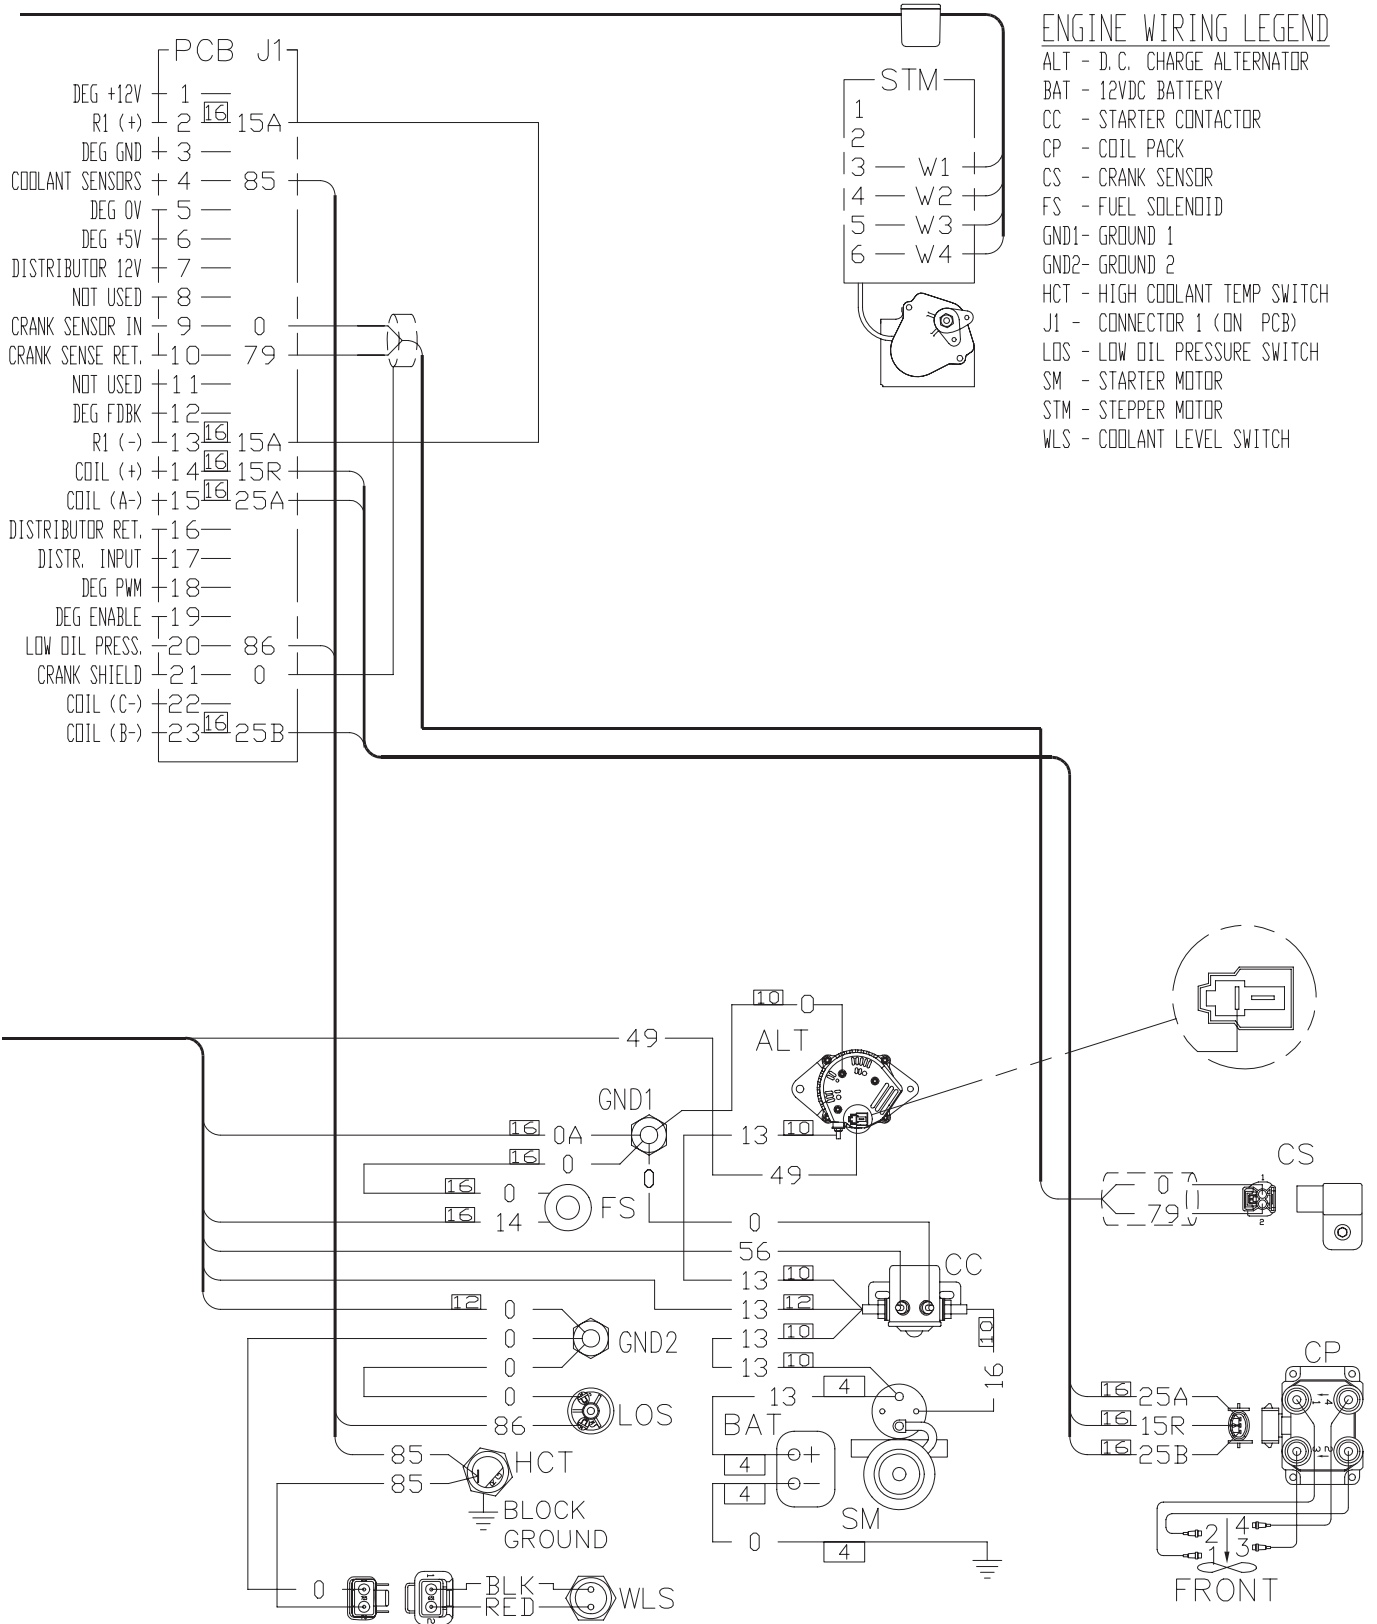 PCB J1
DEG +12V 1
R1 (+) 2 16 15A
DEG GND 3
COOLANT SENSORS 4 85
DEG 0V 5
DEG +5V 6
DISTRIBUTOR 12V 7
NOT USED 8
CRANK SENSOR IN 9 0
CRANK SENSE RET. 10 79
NOT USED 11
DEG FDBK 12
R1 (-) 13 16 15A
COIL (+) 14 16 15R
COIL (A-) 15 16 25A
DISTRIBUTOR RET. 16
DISTR. INPUT 17
DEG PWM 18
DEG ENABLE 19
LOW OIL PRESS. 20 86
CRANK SHIELD 21 0
COIL (C-) 22
COIL (B-) 23 16 25B
STM
1
2
3 W1
4 W2
5 W3
6 W4
ENGINE WIRING LEGEND
ALT - D.C. CHARGE ALTERNATOR
BAT - 12VDC BATTERY
CC - STARTER CONTACTOR
CP - COIL PACK
CS - CRANK SENSOR
FS - FUEL SOLENOID
GND1- GROUND 1
GND2- GROUND 2
HCT - HIGH COOLANT TEMP SWITCH
J1 - CONNECTOR 1 (ON PCB)
LOS - LOW OIL PRESSURE SWITCH
SM - STARTER MOTOR
STM - STEPPER MOTOR
WLS - COOLANT LEVEL SWITCH
10 0
49
ALT
GND1
16 0A
13 10
16 0
0
49
16 0
FS
16 14
0
56
CC
13 10
12 0
13 12
0
GND2
13 10
10
0
13 10
16
0
13 4
LOS
86
BAT
85
HCT
85
4
+
4
-
BLOCK
GROUND
SM
0
4
0
1
2
BLK
RED
WLS
CS
0
79
1
2
CP
16 25A
16 15R
16 25B
1
4
3
2
2 4
1 3
FRONT